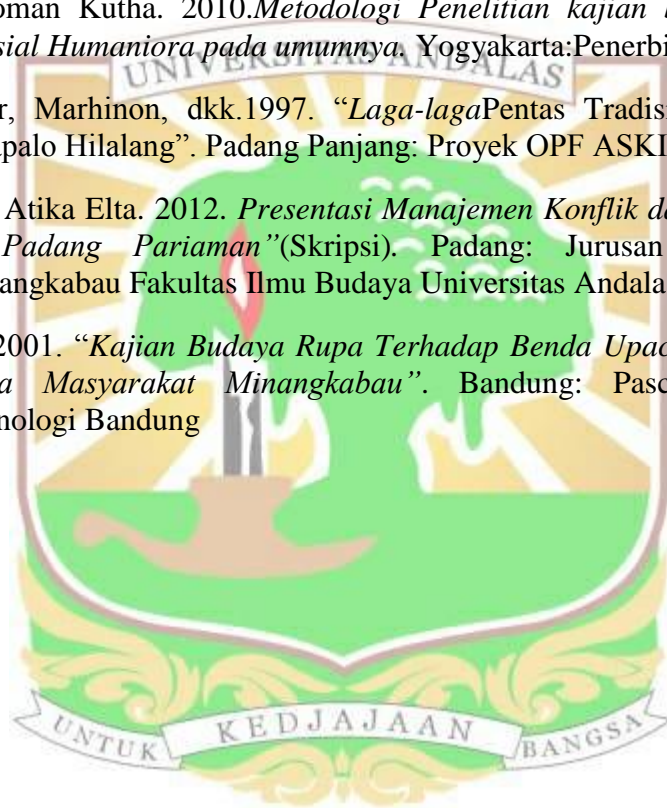 oman Kutha. 2010.Metodologi Penelitian kajian
sial Humaniora pada umumnya. Yogyakarta:Penerbi
UNIVERSITAS ANDALAS
r, Marhinon, dkk.1997. “Laga-lagaPentas Tradis
apalo Hilalang”. Padang Panjang: Proyek OPF ASKI
Atika Elta. 2012. Presentasi Manajemen Konflik da
Padang Pariaman”(Skripsi). Padang: Jurusan
angkabau Fakultas Ilmu Budaya Universitas Andala
2001. “Kajian Budaya Rupa Terhadap Benda Upac
a Masyarakat Minangkabau”. Bandung: Pasc
nologi Bandung
UNTUK KEDJAJAAN BANGSA